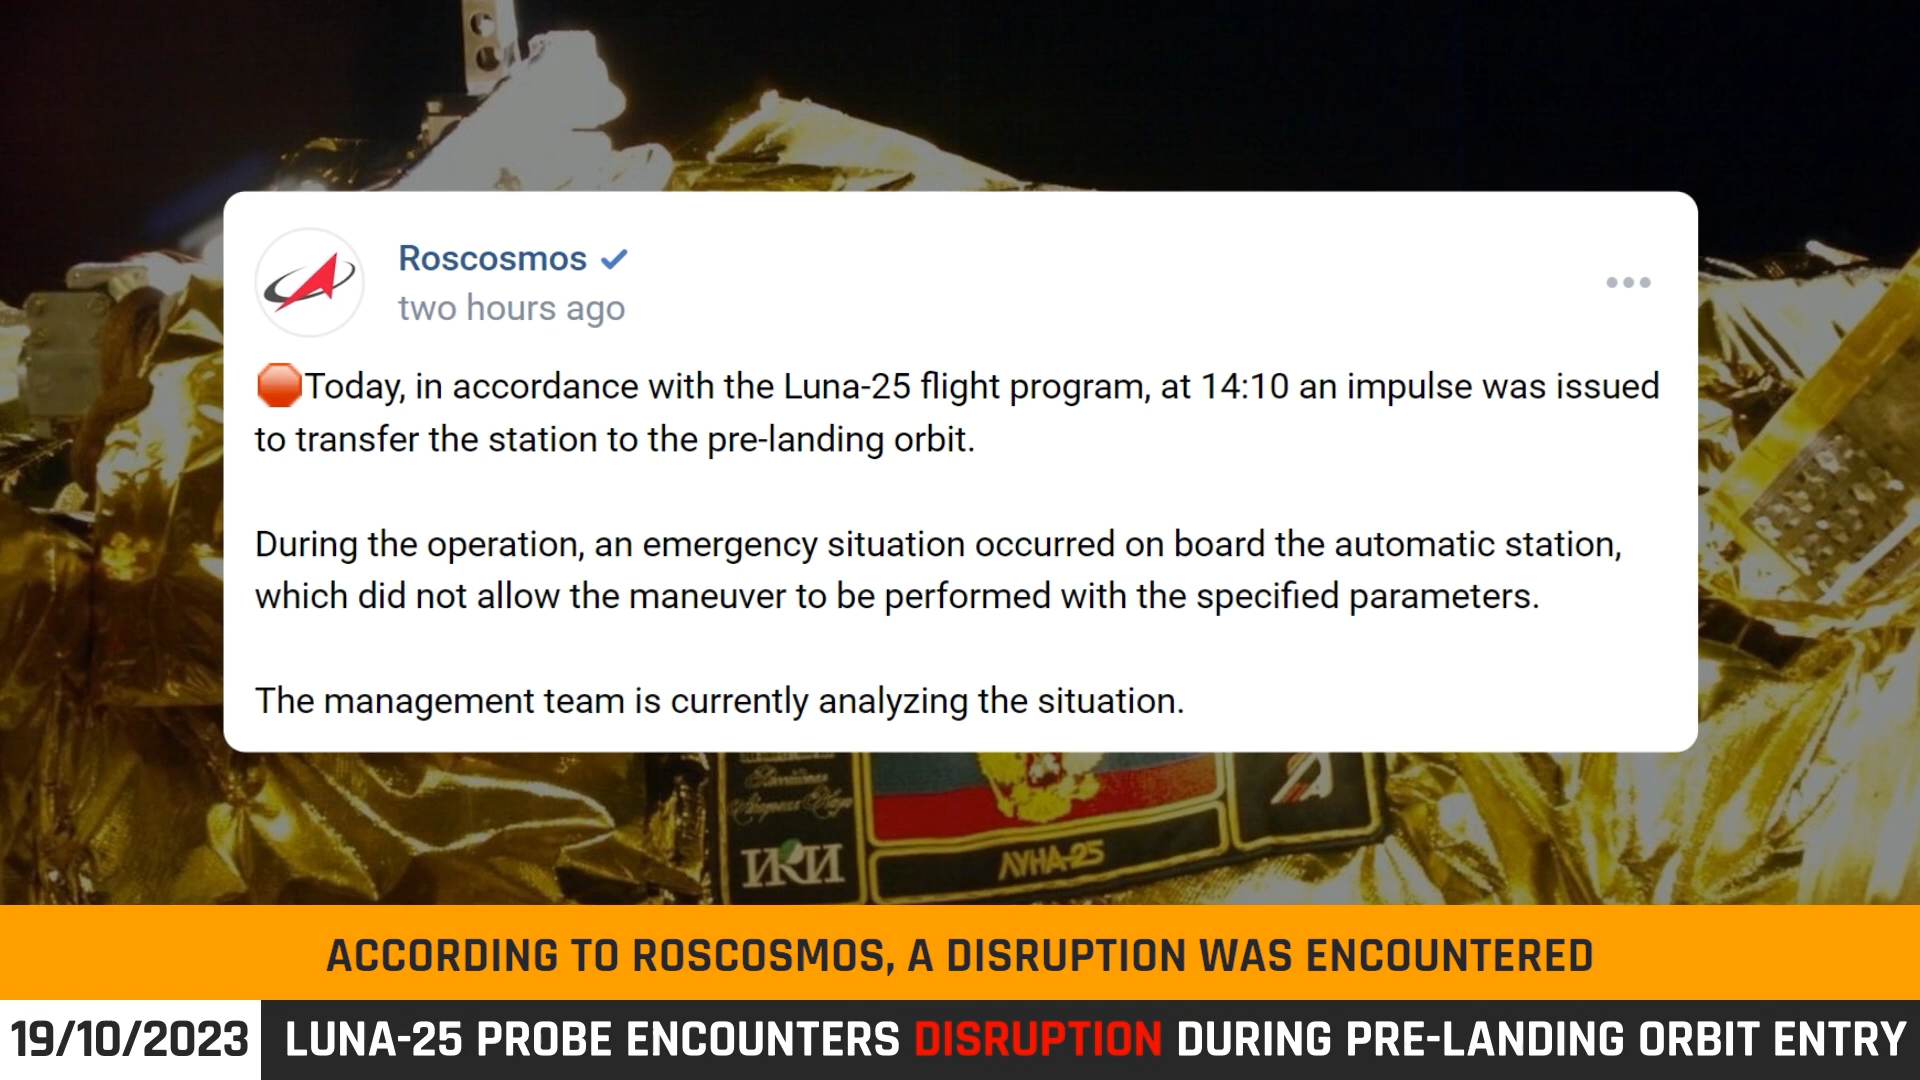 Roscosmos
two hours ago
🛑Today, in accordance with the Luna-25 flight program, at 14:10 an impulse was issued
to transfer the station to the pre-landing orbit.
During the operation, an emergency situation occurred on board the automatic station,
which did not allow the maneuver to be performed with the specified parameters.
The management team is currently analyzing the situation.
ИКИ
ЛУНА-25
ACCORDING TO ROSCOSMOS, A DISRUPTION WAS ENCOUNTERED
19/10/2023
LUNA-25 PROBE ENCOUNTERS DISRUPTION DURING PRE-LANDING ORBIT ENTRY